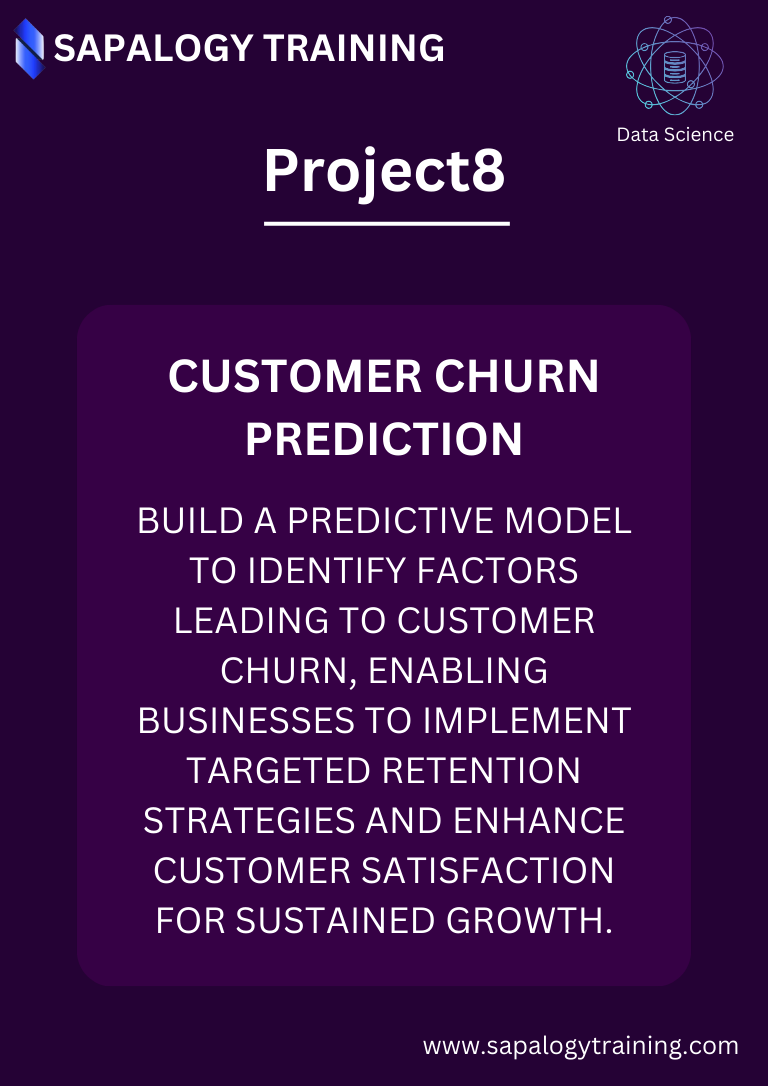 SAPALOGY TRAINING
Data Science
Project8
CUSTOMER CHURN
PREDICTION
BUILD A PREDICTIVE MODEL
TO IDENTIFY FACTORS
LEADING TO CUSTOMER
CHURN, ENABLING
BUSINESSES TO IMPLEMENT
TARGETED RETENTION
STRATEGIES AND ENHANCE
CUSTOMER SATISFACTION
FOR SUSTAINED GROWTH.
www.sapalogytraining.com